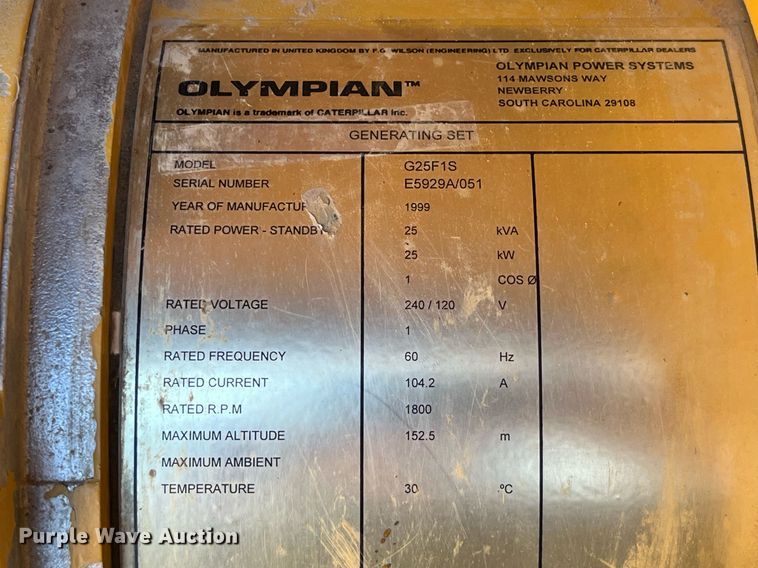 MANUFACTURED IN UNITED KINGDOM BY F.G. WILSON (ENGINEERING) LTD. EXCLUSIVELY FOR CATERPILLAR DEALERS
OLYMPIAN™
OLYMPIAN is a trademark of CATERPILLAR Inc.
OLYMPIAN POWER SYSTEMS
114 MAWSONS WAY
NEWBERRY
SOUTH CAROLINA 29108
GENERATING SET
MODEL G25F1S
SERIAL NUMBER E5929A/051
YEAR OF MANUFACTUR 1999
RATED POWER - STANDBY 25 kVA
25 kW
1 COS Ø
RATED VOLTAGE 240 / 120 V
PHASE 1
RATED FREQUENCY 60 Hz
RATED CURRENT 104.2 A
RATED R.P.M 1800
MAXIMUM ALTITUDE 152.5 m
MAXIMUM AMBIENT
TEMPERATURE 30 ºC
Purple Wave Auction